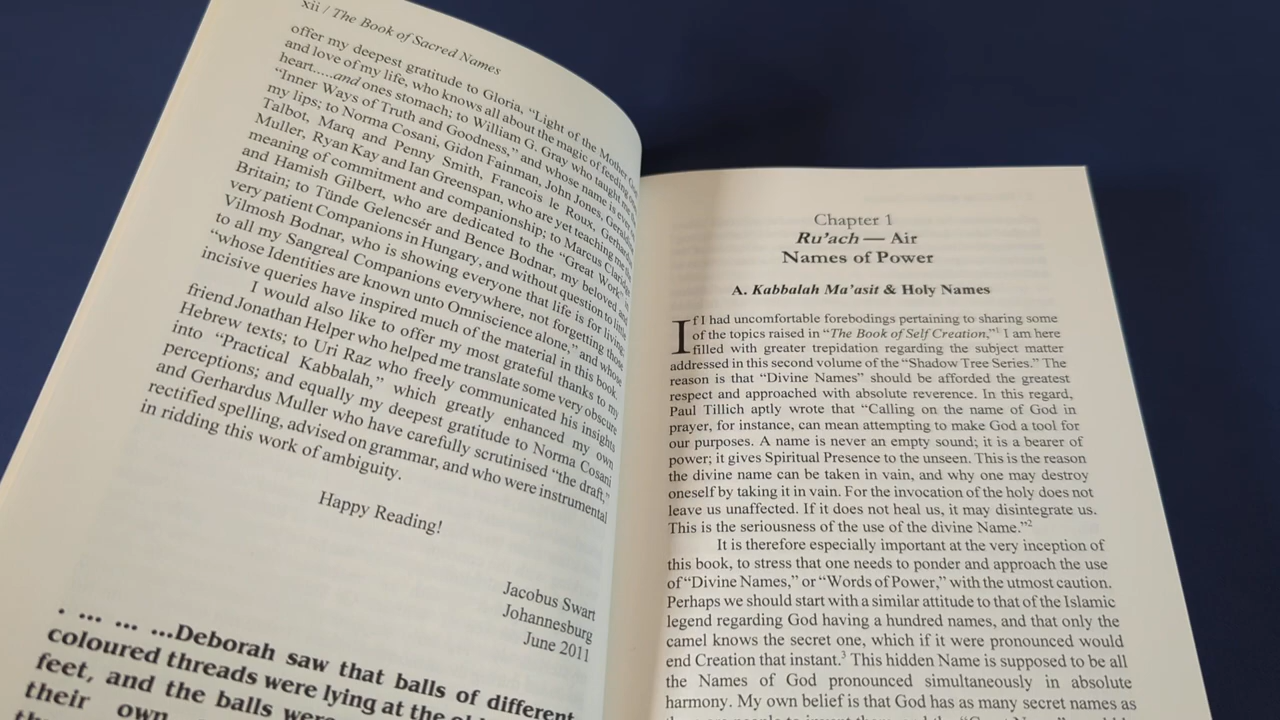 xii / The Book of Sacred Names
offer my deepest gratitude to Gloria, "Light of the Mother
and love of my life, who knows all about the magic of feeding
heart.....and ones stomach; to William G. Gray who taught me
"Inner Ways of Truth and Goodness," and whose name is ever
my lips; to Norma Cosani, Gidon Fainman, John Jones,
Talbot, Marq and Penny Smith, Francois le Roux,
Muller, Ryan Kay and Ian Greenspan, who are yet teaching me
meaning of commitment and companionship; to Marcus
and Hamish Gilbert, who are dedicated to the "Great Work"
Britain; to Tünde Gelencsér and Bence Bodnar, my beloved and
very patient Companions in Hungary, and without question to little
Vilmosh Bodnar, who is showing everyone that life is for living;
to all my Sangreal Companions everywhere, not forgetting those
"whose Identities are known unto Omniscience alone," and whose
incisive queries have inspired much of the material in this book.
I would also like to offer my most grateful thanks to my
friend Jonathan Helper who helped me translate some very obscure
Hebrew texts; to Uri Raz who freely communicated his insights
into "Practical Kabbalah," which greatly enhanced my own
perceptions; and equally my deepest gratitude to Norma Cosani
and Gerhardus Muller who have carefully scrutinised "the draft,"
rectified spelling, advised on grammar, and who were instrumental
in ridding this work of ambiguity.
Happy Reading!
Jacobus Swart
Johannesburg
June 2011
. ... ... ...Deborah saw that balls of different
coloured threads were lying at the
feet, and the balls were
their own
Chapter 1
Ru'ach — Air
Names of Power
A. Kabbalah Ma'asit & Holy Names
If I had uncomfortable forebodings pertaining to sharing some
of the topics raised in "The Book of Self Creation,"1 I am here
filled with greater trepidation regarding the subject matter
addressed in this second volume of the "Shadow Tree Series." The
reason is that "Divine Names" should be afforded the greatest
respect and approached with absolute reverence. In this regard,
Paul Tillich aptly wrote that "Calling on the name of God in
prayer, for instance, can mean attempting to make God a tool for
our purposes. A name is never an empty sound; it is a bearer of
power; it gives Spiritual Presence to the unseen. This is the reason
the divine name can be taken in vain, and why one may destroy
oneself by taking it in vain. For the invocation of the holy does not
leave us unaffected. If it does not heal us, it may disintegrate us.
This is the seriousness of the use of the divine Name."2
It is therefore especially important at the very inception of
this book, to stress that one needs to ponder and approach the use
of "Divine Names," or "Words of Power," with the utmost caution.
Perhaps we should start with a similar attitude to that of the Islamic
legend regarding God having a hundred names, and that only the
camel knows the secret one, which if it were pronounced would
end Creation that instant.3 This hidden Name is supposed to be all
the Names of God pronounced simultaneously in absolute
harmony. My own belief is that God has as many secret names as